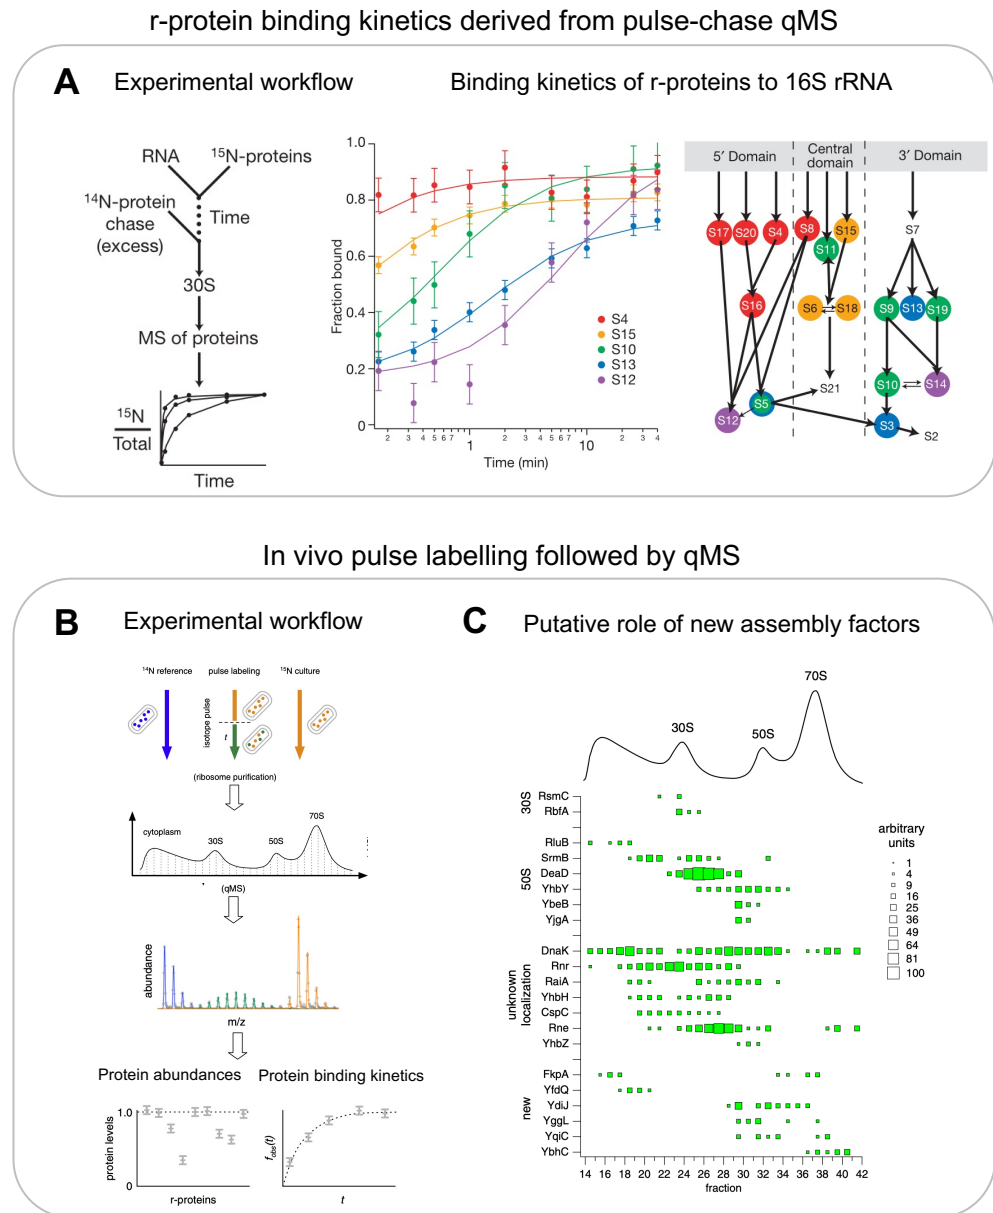 r-protein binding kinetics derived from pulse-chase qMS
A
Experimental workflow
Binding kinetics of r-proteins to 16S rRNA
RNA
¹⁵N-proteins
¹⁴N-protein
chase
(excess)
Time
30S
MS of proteins
¹⁵N
Total
Time
Fraction bound
1.0
0.8
0.6
0.4
0.2
0
2 3 4 5 6 7 1 2 3 4 5 6 7 10 2 3 4
Time (min)
S4
S15
S10
S13
S12
5′ Domain
Central
domain
3′ Domain
S17
S20
S4
S8
S15
S7
S11
S16
S6
S18
S9
S13
S19
S21
S10
S14
S12
S5
S3
S2
In vivo pulse labelling followed by qMS
B
Experimental workflow
¹⁴N reference
pulse labeling
¹⁵N culture
isotope pulse
t
(ribosome purification)
cytoplasm
30S
50S
70S
(qMS)
abundance
m/z
Protein abundances
Protein binding kinetics
protein levels
1.0
0
r-proteins
f_obs(t)
1.0
t
C
Putative role of new assembly factors
30S
50S
70S
30S
RsmC
RbfA
50S
RluB
SrmB
DeaD
YhbY
YbeB
YjgA
unknown
localization
DnaK
Rnr
RaiA
YhbH
CspC
Rne
YhbZ
new
FkpA
YfdQ
YdiJ
YggL
YqiC
YbhC
14 16 18 20 22 24 26 28 30 32 34 36 38 40 42
fraction
arbitrary
units
1
4
9
16
25
36
49
64
81
100